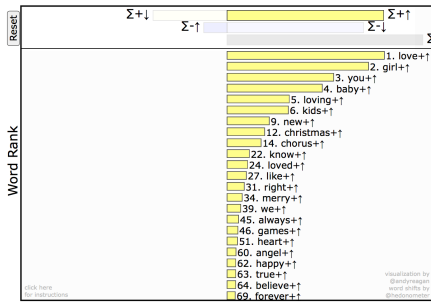 Reset
Σ+↓
Σ+↑
Σ-↑
Σ-↓
Σ
Word Rank
1. love+↑
2. girl+↑
3. you+↑
4. baby+↑
5. loving+↑
6. kids+↑
9. new+↑
12. christmas+↑
14. chorus+↑
22. know+↑
24. loved+↑
27. like+↑
31. right+↑
34. merry+↑
39. we+↑
45. always+↑
46. games+↑
51. heart+↑
60. angel+↑
62. happy+↑
63. true+↑
64. believe+↑
69. forever+↑
click here
for instructions
visualization by
@andyreagan
word shifts by
@hedonometer